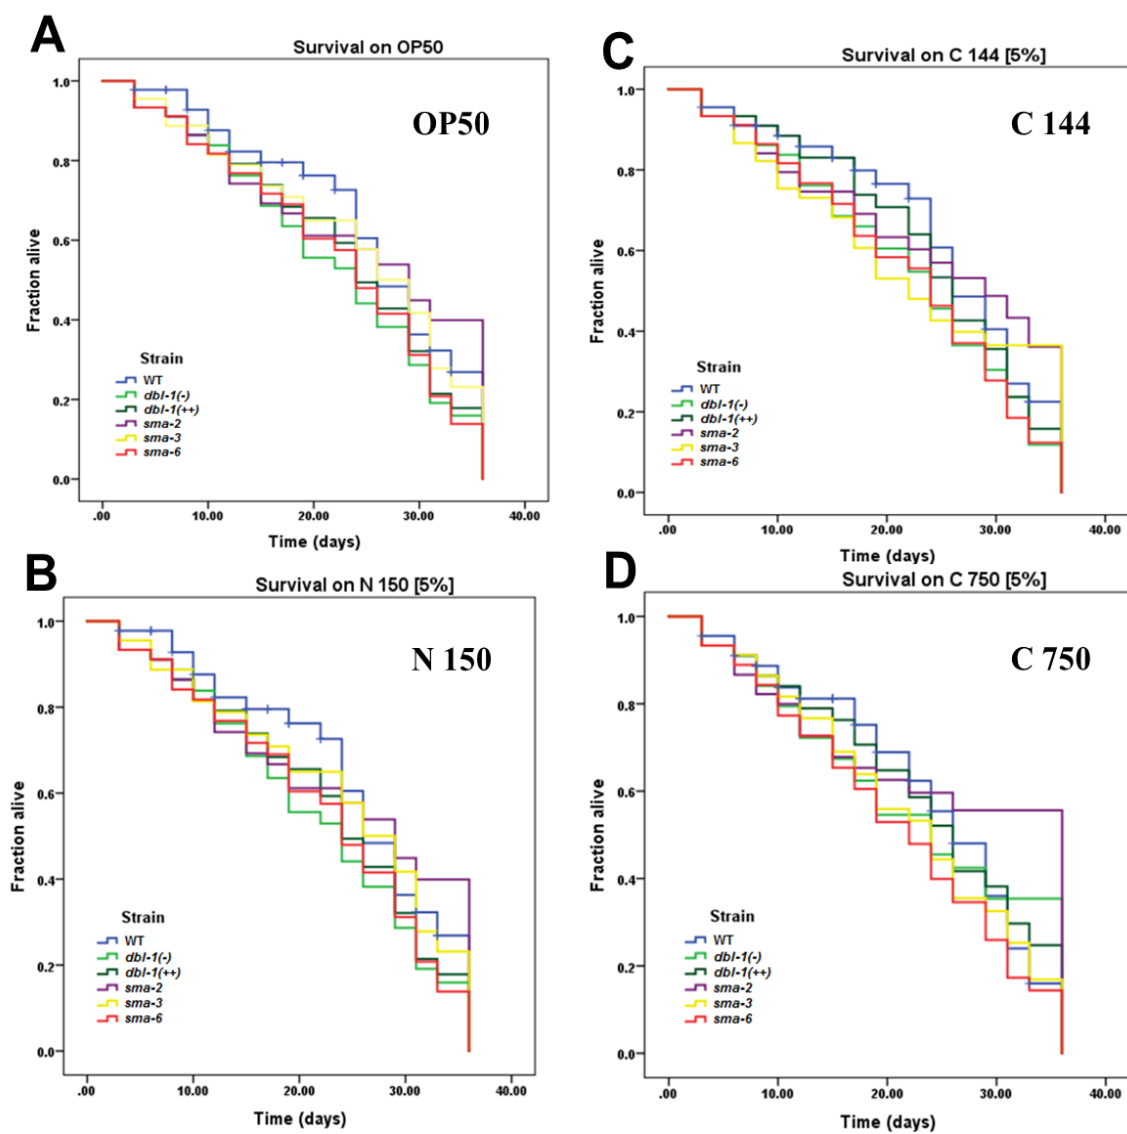 A
Survival on OP50
OP50
Fraction alive
1.0
0.8
0.6
0.4
0.2
0.0
Strain
WT
dbl-1(-)
dbl-1(++)
sma-2
sma-3
sma-6
.00 10.00 20.00 30.00 40.00
Time (days)
B
Survival on N 150 [5%]
N 150
Fraction alive
1.0
0.8
0.6
0.4
0.2
0.0
Strain
WT
dbl-1(-)
dbl-1(++)
sma-2
sma-3
sma-6
.00 10.00 20.00 30.00 40.00
Time (days)
C
Survival on C 144 [5%]
C 144
Fraction alive
1.0
0.8
0.6
0.4
0.2
0.0
Strain
WT
dbl-1(-)
dbl-1(++)
sma-2
sma-3
sma-6
.00 10.00 20.00 30.00 40.00
Time (days)
D
Survival on C 750 [5%]
C 750
Fraction alive
1.0
0.8
0.6
0.4
0.2
0.0
Strain
WT
dbl-1(-)
dbl-1(++)
sma-2
sma-3
sma-6
.00 10.00 20.00 30.00 40.00
Time (days)